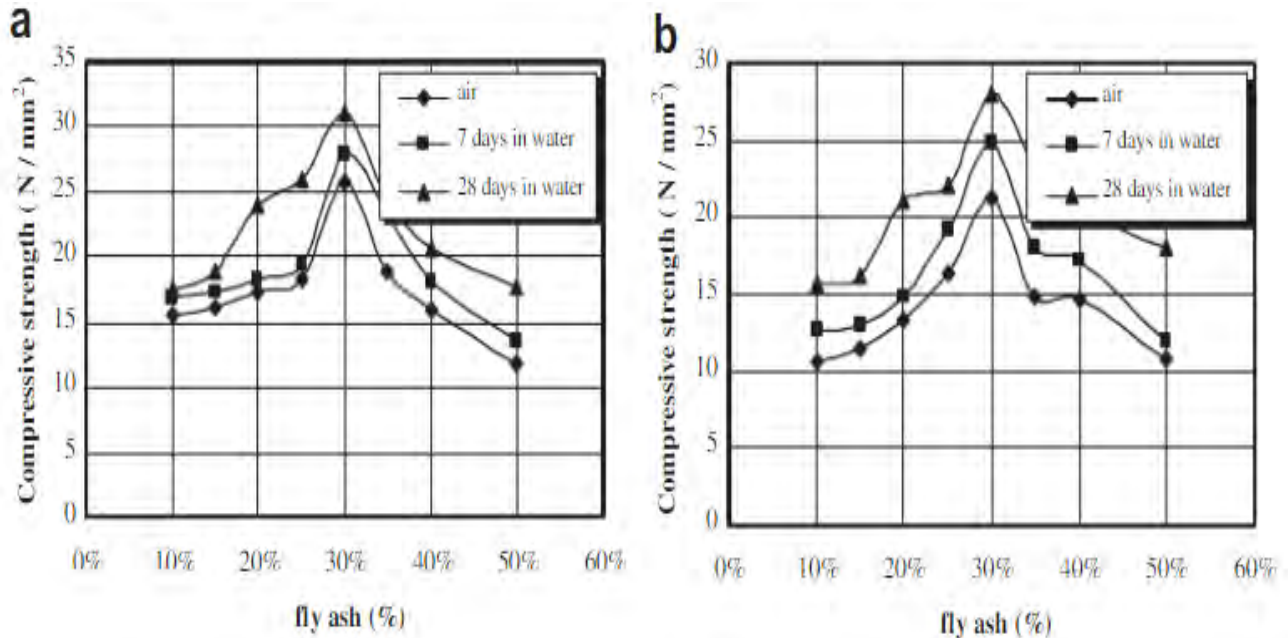 a
Compressive strength ( N / mm²)
35
30
25
20
15
10
5
0
0%
10%
20%
30%
40%
50%
60%
fly ash (%)
air
7 days in water
28 days in water
b
Compressive strength ( N / mm²)
30
25
20
15
10
5
0
0%
10%
20%
30%
40%
50%
60%
fly ash (%)
air
7 days in water
28 days in water